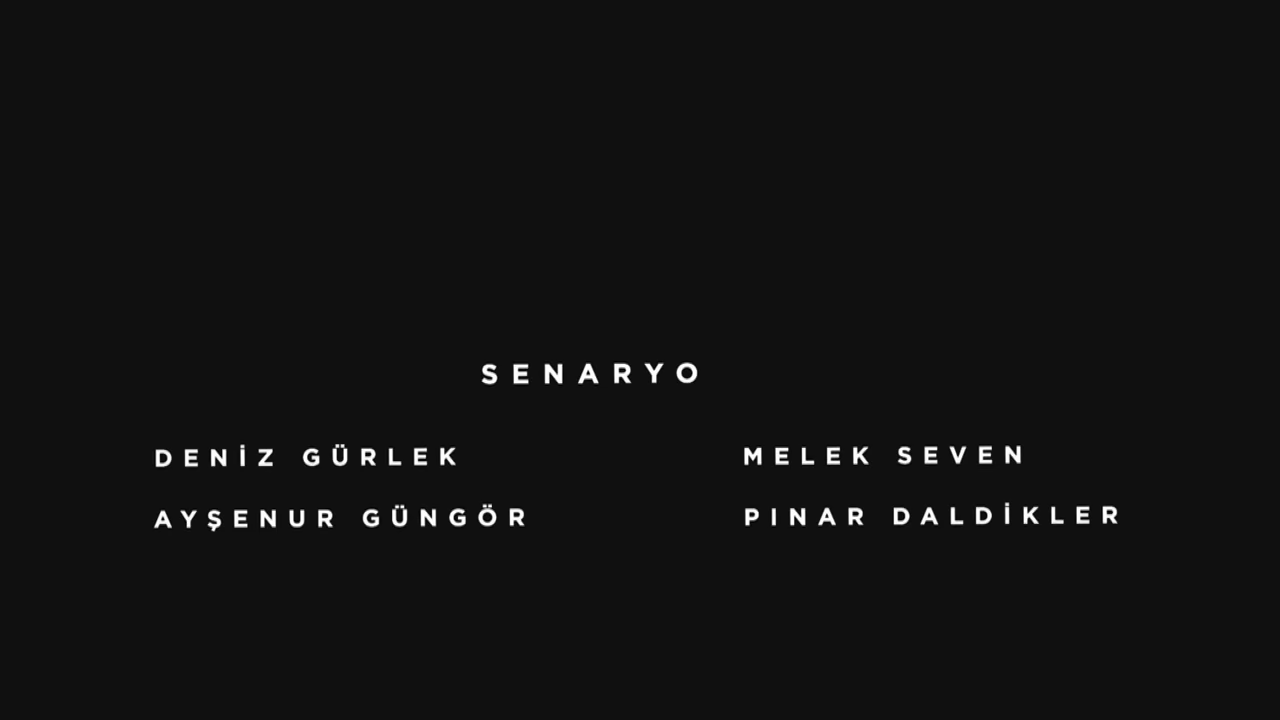 SENARYO
DENİZ GÜRLEK
MELEK SEVEN
AYŞENUR GÜNGÖR
PINAR DALDİKLER